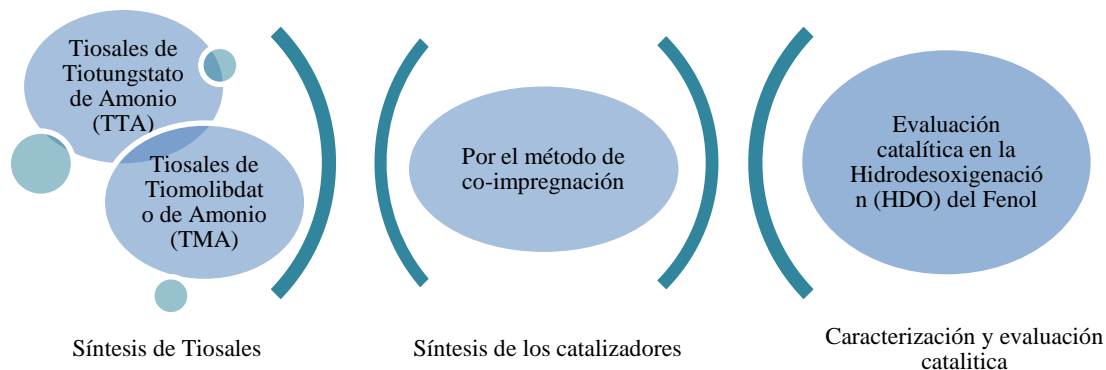 Tiosales de
Tiotungstato
de Amonio
(TTA)
Tiosales de
Tiomolibdat
o de Amonio
(TMA)
Síntesis de Tiosales
Por el método de
co-impregnación
Síntesis de los catalizadores
Evaluación
catalítica en la
Hidrodesoxigenació
n (HDO) del Fenol
Caracterización y evaluación
catalitica